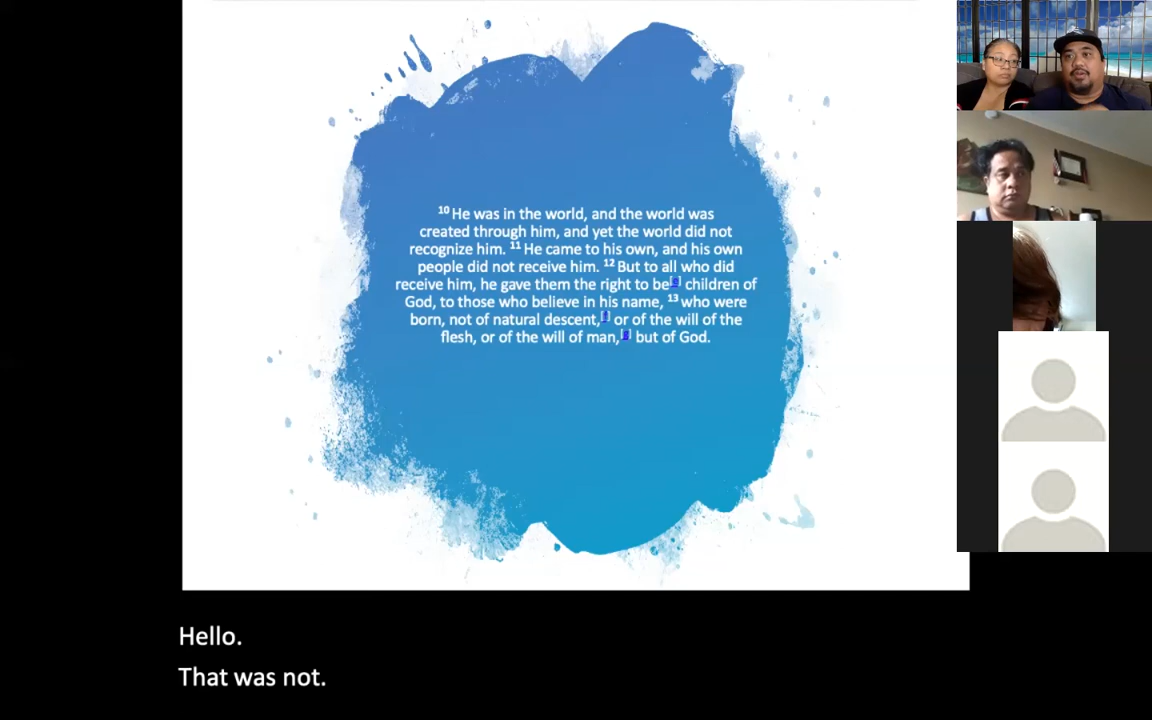 ¹⁰ He was in the world, and the world was
created through him, and yet the world did not
recognize him. ¹¹ He came to his own, and his own
people did not receive him. ¹² But to all who did
receive him, he gave them the right to be[e] children of
God, to those who believe in his name, ¹³ who were
born, not of natural descent,[f] or of the will of the
flesh, or of the will of man,[g] but of God.
Hello.
That was not.